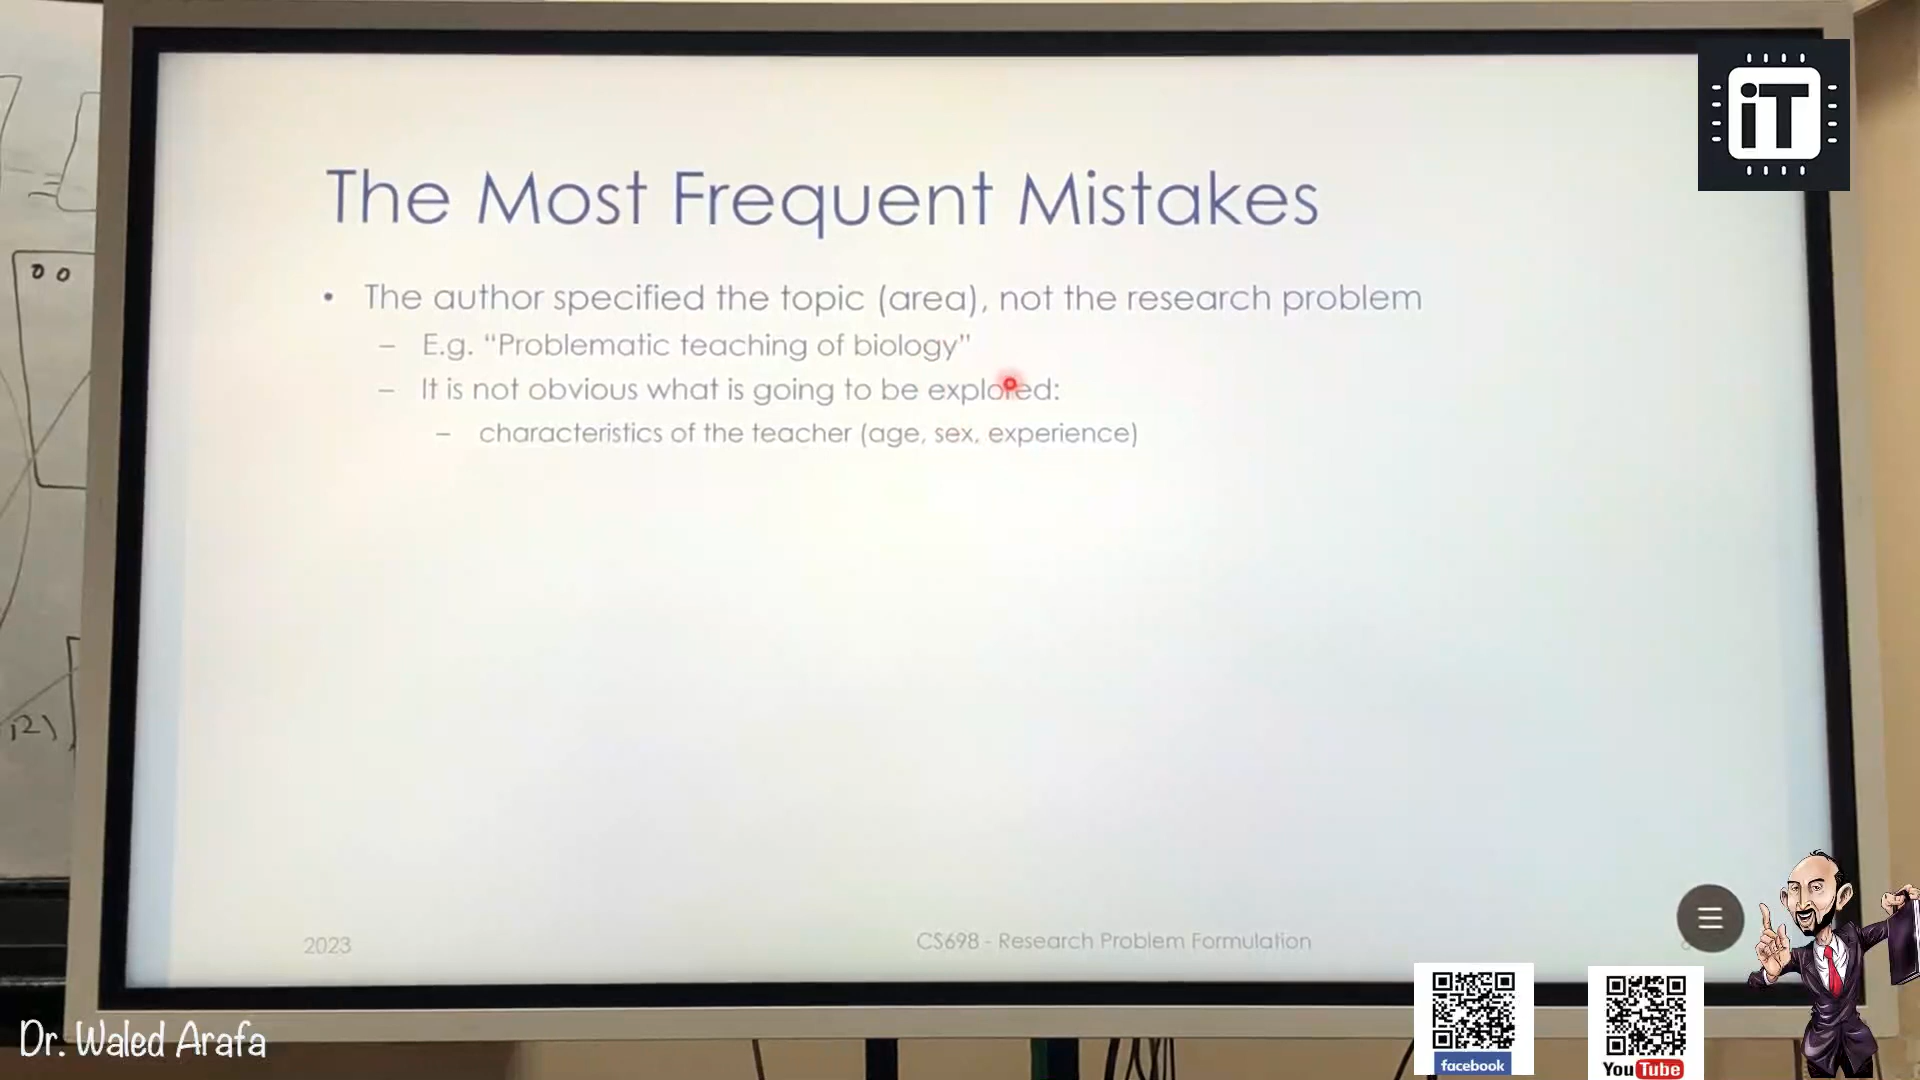 iT
The Most Frequent Mistakes
• The author specified the topic (area), not the research problem
– E.g. “Problematic teaching of biology”
– It is not obvious what is going to be explored:
– characteristics of the teacher (age, sex, experience)
2023
CS698 - Research Problem Formulation
Dr. Waled Arafa
facebook
YouTube